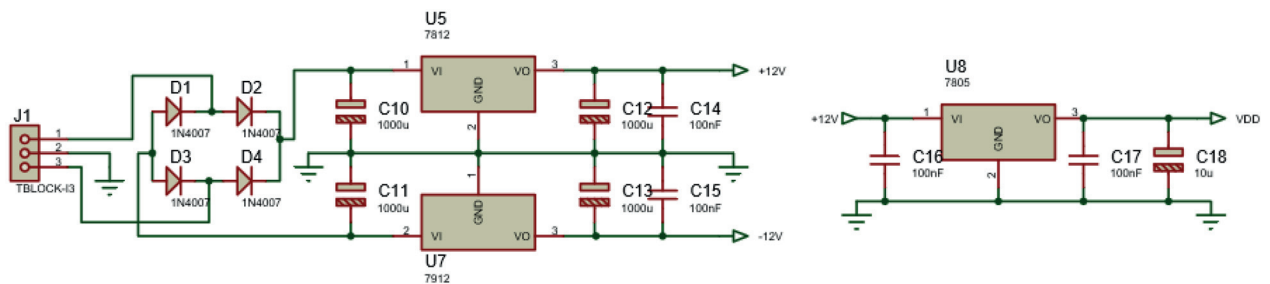 J1
1
2
3
TBLOCK-I3
D1
1N4007
D2
1N4007
D3
1N4007
D4
1N4007
C10
1000u
C11
1000u
U5
7812
1
VI
VO
3
GND
2
1
GND
2
VI
VO
3
U7
7912
C12
1000u
C14
100nF
C13
1000u
C15
100nF
+12V
-12V
+12V
U8
7805
1
VI
VO
3
GND
2
C16
100nF
C17
100nF
C18
10u
VDD